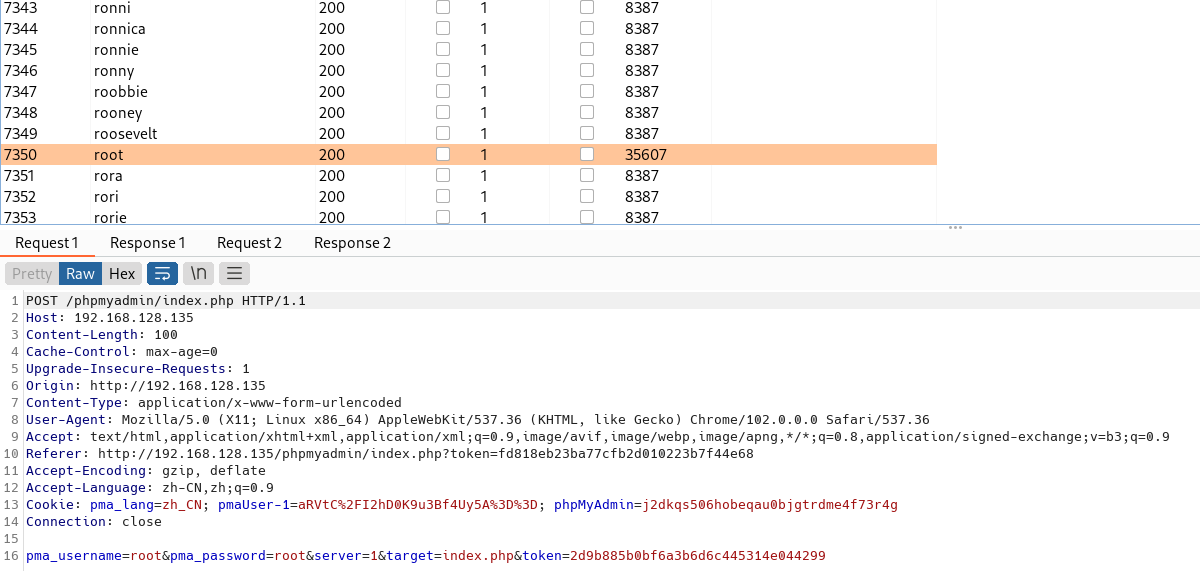 7343 ronni 200 1 8387
7344 ronnica 200 1 8387
7345 ronnie 200 1 8387
7346 ronny 200 1 8387
7347 roobbie 200 1 8387
7348 rooney 200 1 8387
7349 roosevelt 200 1 8387
7350 root 200 1 35607
7351 rora 200 1 8387
7352 rori 200 1 8387
7353 rorie 200 1 8387
Request 1 Response 1 Request 2 Response 2
Pretty Raw Hex \n
1 POST /phpmyadmin/index.php HTTP/1.1
2 Host: 192.168.128.135
3 Content-Length: 100
4 Cache-Control: max-age=0
5 Upgrade-Insecure-Requests: 1
6 Origin: http://192.168.128.135
7 Content-Type: application/x-www-form-urlencoded
8 User-Agent: Mozilla/5.0 (X11; Linux x86_64) AppleWebKit/537.36 (KHTML, like Gecko) Chrome/102.0.0.0 Safari/537.36
9 Accept: text/html,application/xhtml+xml,application/xml;q=0.9,image/avif,image/webp,image/apng,*/*;q=0.8,application/signed-exchange;v=b3;q=0.9
10 Referer: http://192.168.128.135/phpmyadmin/index.php?token=fd818eb23ba77cfb2d010223b7f44e68
11 Accept-Encoding: gzip, deflate
12 Accept-Language: zh-CN,zh;q=0.9
13 Cookie: pma_lang=zh_CN; pmaUser-1=aRVtC%2FI2hD0K9u3Bf4Uy5A%3D%3D; phpMyAdmin=j2dkqs506hobeqau0bjgtrdme4f73r4g
14 Connection: close
15
16 pma_username=root&pma_password=root&server=1&target=index.php&token=2d9b885b0bf6a3b6d6c445314e044299